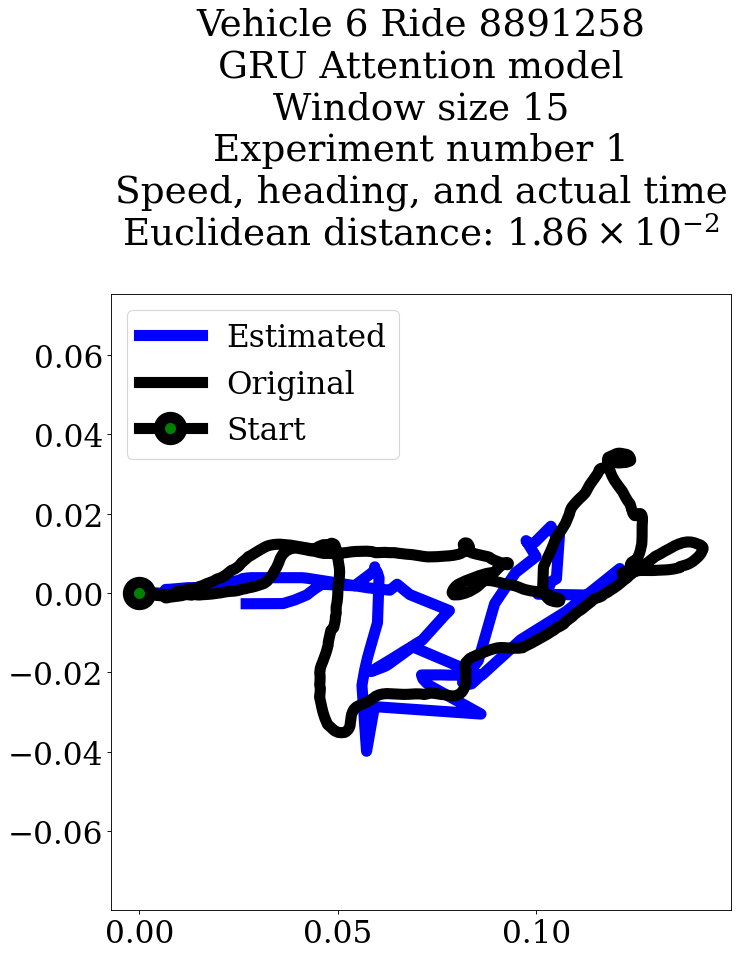 Vehicle 6 Ride 8891258
GRU Attention model
Window size 15
Experiment number 1
Speed, heading, and actual time
Euclidean distance: 1.86 × 10⁻²
Estimated
Original
Start
0.06
0.04
0.02
0.00
−0.02
−0.04
−0.06
0.00 0.05 0.10